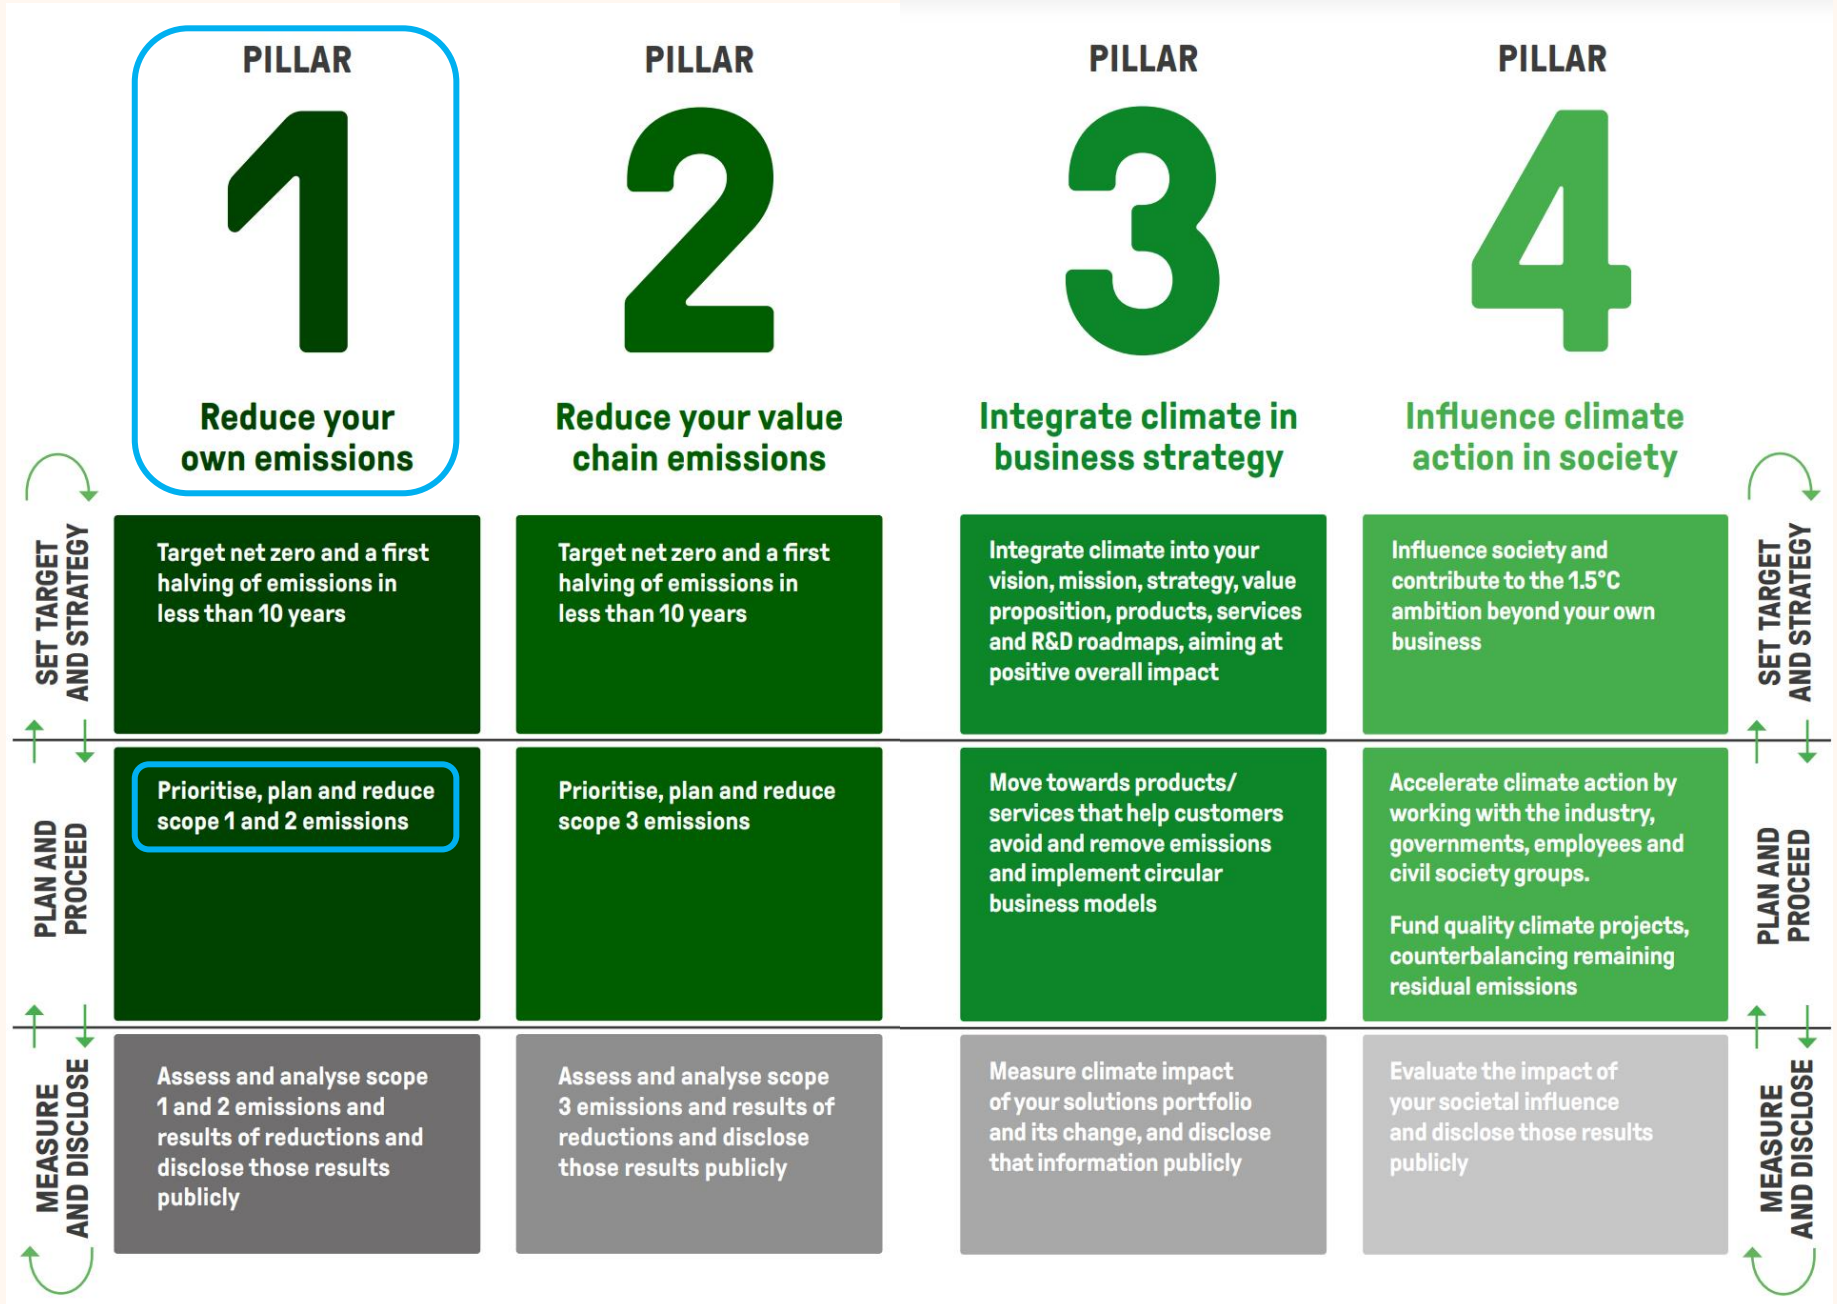 PILLAR
1
Reduce your
own emissions
PILLAR
2
Reduce your value
chain emissions
PILLAR
3
Integrate climate in
business strategy
PILLAR
4
Influence climate
action in society
SET TARGET
AND STRATEGY
Target net zero and a first
halving of emissions in
less than 10 years
Target net zero and a first
halving of emissions in
less than 10 years
Integrate climate into your
vision, mission, strategy, value
proposition, products, services
and R&D roadmaps, aiming at
positive overall impact
Influence society and
contribute to the 1.5°C
ambition beyond your own
business
SET TARGET
AND STRATEGY
PLAN AND
PROCEED
Prioritise, plan and reduce
scope 1 and 2 emissions
Prioritise, plan and reduce
scope 3 emissions
Move towards products/
services that help customers
avoid and remove emissions
and implement circular
business models
Accelerate climate action by
working with the industry,
governments, employees and
civil society groups.
Fund quality climate projects,
counterbalancing remaining
residual emissions
PLAN AND
PROCEED
MEASURE
AND DISCLOSE
Assess and analyse scope
1 and 2 emissions and
results of reductions and
disclose those results
publicly
Assess and analyse scope
3 emissions and results of
reductions and disclose
those results publicly
Measure climate impact
of your solutions portfolio
and its change, and disclose
that information publicly
Evaluate the impact of
your societal influence
and disclose those results
publicly
MEASURE
AND DISCLOSE